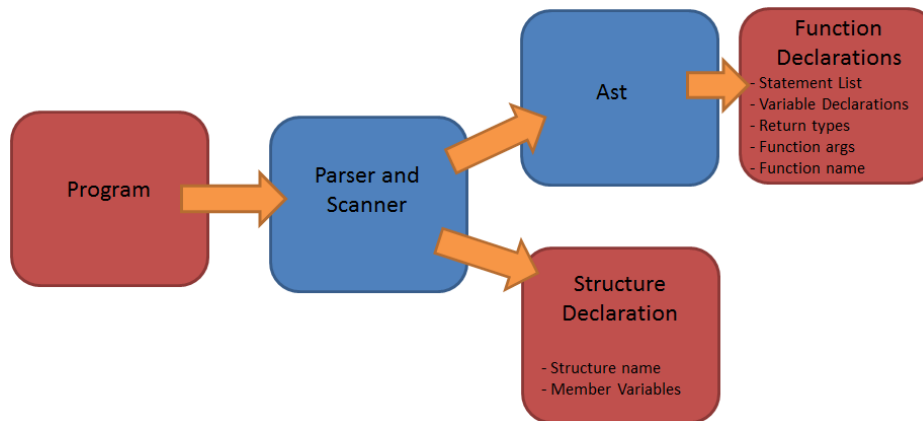 Program
Parser and
Scanner
Ast
Function
Declarations
- Statement List
- Variable Declarations
- Return types
- Function args
- Function name
Structure
Declaration
- Structure name
- Member Variables